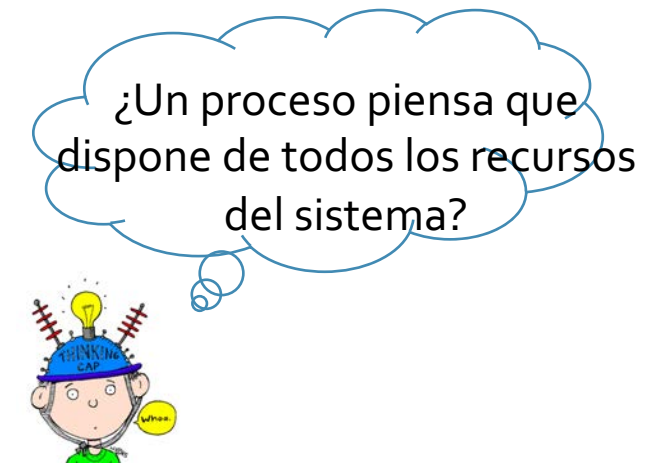 ¿Un proceso piensa que
dispone de todos los recursos
del sistema?
THINKING
CAP
Whoa.